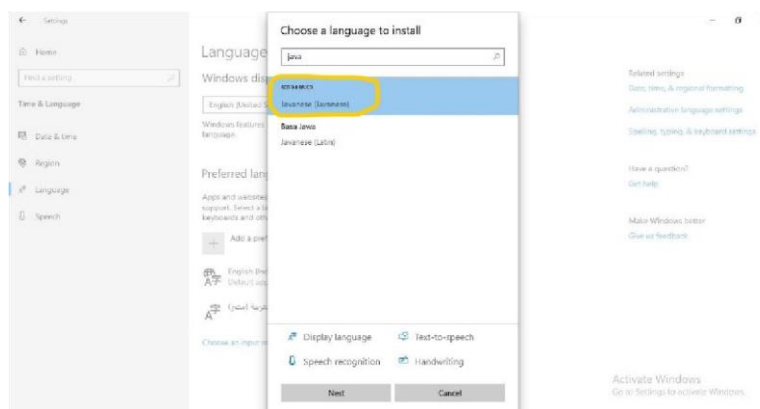 Settings
Home
Find a setting
Time & Language
Date & time
Region
Language
Speech
Language
Windows dis
English (United S
Windows features
language.
Preferred lan
Apps and websites
support. Select a la
keyboards and oth
Add a pref
English (
Default
Choose an input m
Choose a language to install
java
Javanese (Javanese)
Basa Jawa
Javanese (Latin)
Display language
Text-to-speech
Speech recognition
Handwriting
Next
Cancel
Related settings
Date, time, & regional formatting
Administrative language settings
Spelling, typing, & keyboard settings
Have a question?
Get help
Make Windows better
Give us feedback
Activate Windows
Go to Settings to activate Windows.